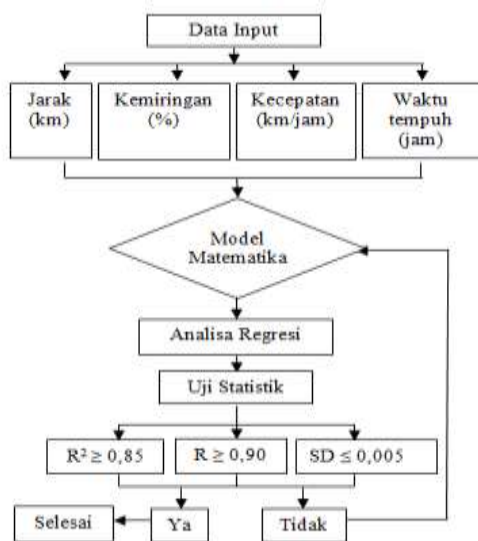 Data Input
Jarak
(km)
Kemiringan
(%)
Kecepatan
(km/jam)
Waktu
tempuh
(jam)
Model
Matematika
Analisa Regresi
Uji Statistik
R² ≥ 0,85
R ≥ 0,90
SD ≤ 0,005
Selesai
Ya
Tidak